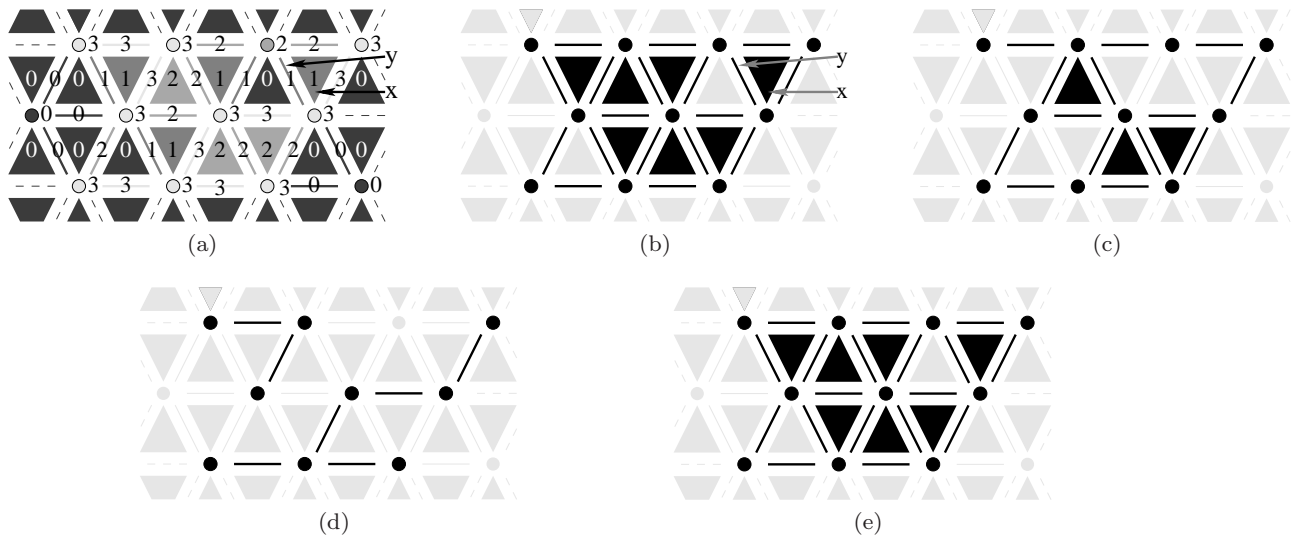 3 3 3 2 2 2 3
y
0 0 0 1 1 3 2 2 1 1 0 1 1 3 0
x
0 0 3 2 3 3 3
0 0 0 2 0 1 1 3 2 2 2 2 0 0 0
3 3 3 3 3 0 0
y
x
(a)
(b)
(c)
(d)
(e)